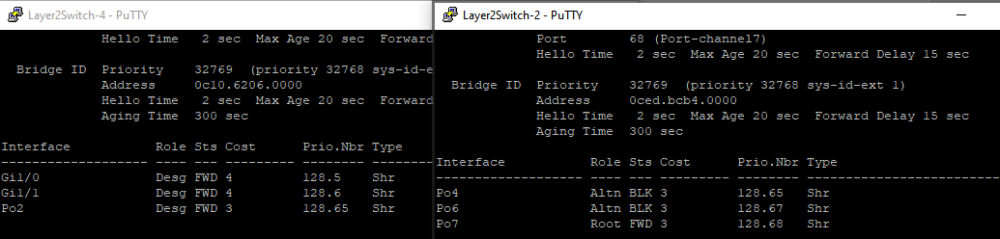 Layer2Switch-4 - PuTTY
Hello Time 2 sec Max Age 20 sec Forward
Bridge ID Priority 32769 (priority 32768 sys-id-e
Address 0c10.6206.0000
Hello Time 2 sec Max Age 20 sec Forward
Aging Time 300 sec
Interface Role Sts Cost Prio.Nbr Type
------------------- ---- --- --------- -------- ----
Gi1/0 Desg FWD 4 128.5 Shr
Gi1/1 Desg FWD 4 128.6 Shr
Po2 Desg FWD 3 128.65 Shr
Layer2Switch-2 - PuTTY
Port 68 (Port-channel7)
Hello Time 2 sec Max Age 20 sec Forward Delay 15 sec
Bridge ID Priority 32769 (priority 32768 sys-id-ext 1)
Address 0ced.bcb4.0000
Hello Time 2 sec Max Age 20 sec Forward Delay 15 sec
Aging Time 300 sec
Interface Role Sts Cost Prio.Nbr Type
------------------- ---- --- --------- -------- --------------------
Po4 Altn BLK 3 128.65 Shr
Po6 Altn BLK 3 128.67 Shr
Po7 Root FWD 3 128.68 Shr